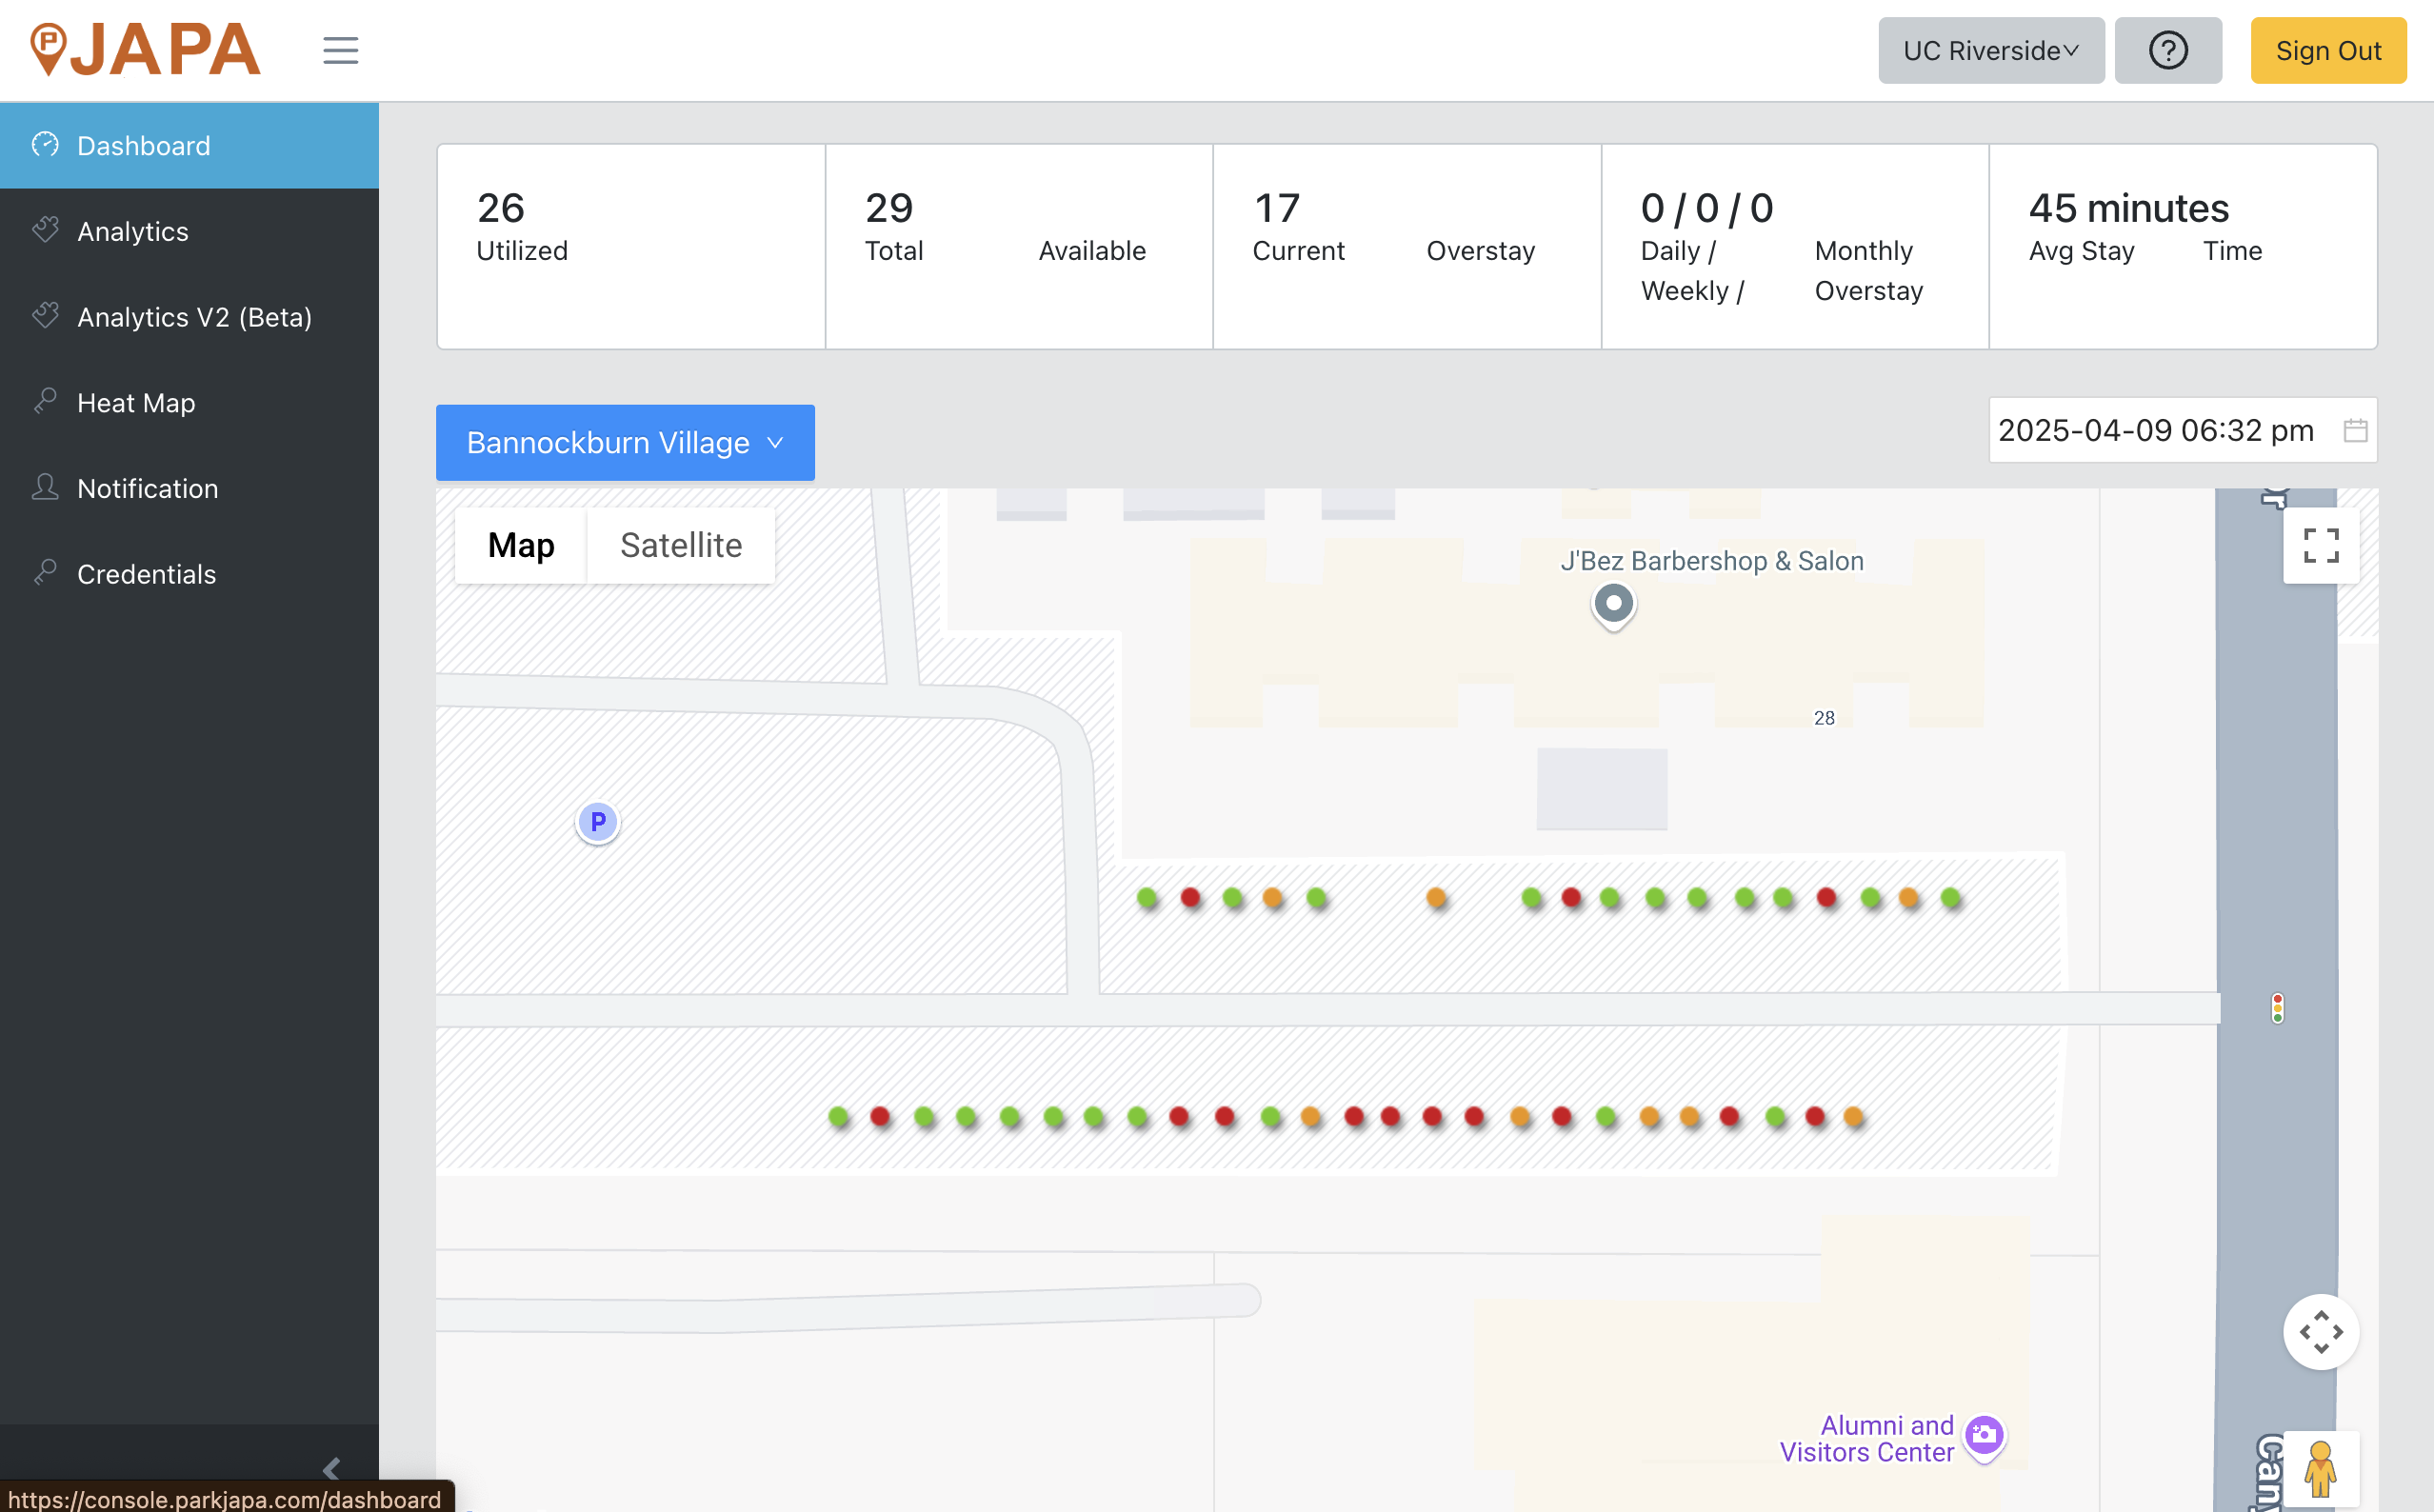 JAPA
UC Riverside
Sign Out
Dashboard
Analytics
Analytics V2 (Beta)
Heat Map
Notification
Credentials
26
Utilized
29
Total Available
17
Current Overstay
0 / 0 / 0
Daily / Monthly
Weekly / Overstay
45 minutes
Avg Stay Time
Bannockburn Village
2025-04-09 06:32 pm
Map Satellite
J'Bez Barbershop & Salon
28
P
Alumni and
Visitors Center
https://console.parkjapa.com/dashboard